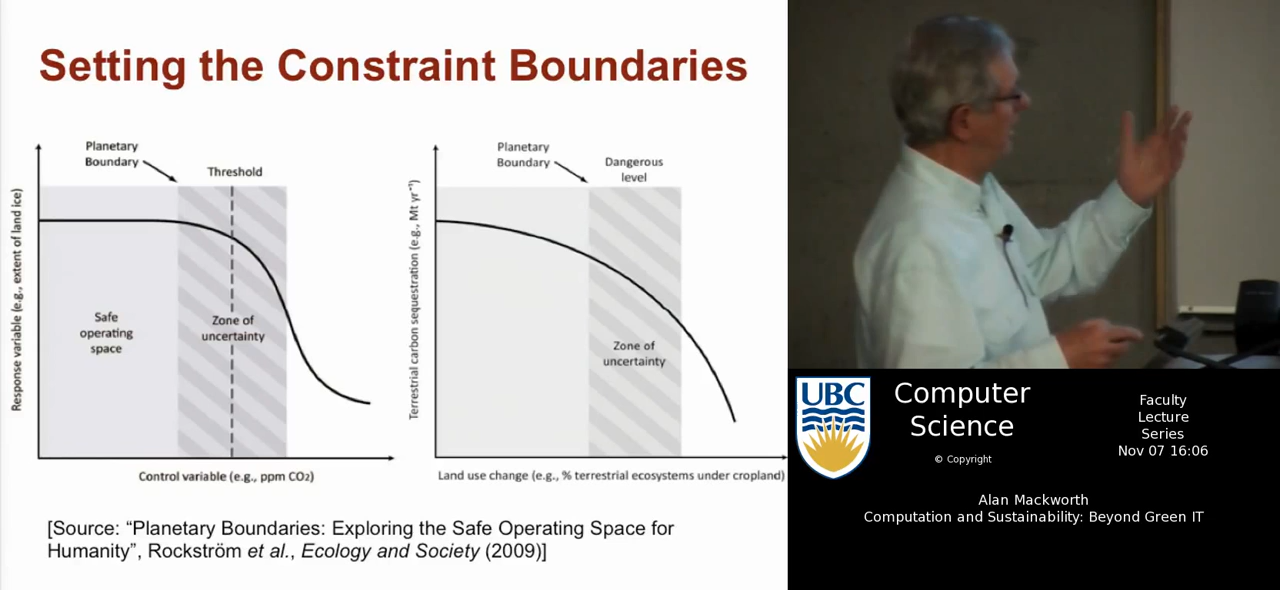 Setting the Constraint Boundaries
Planetary
Boundary
Threshold
Response variable (e.g., extent of land ice)
Safe
operating
space
Zone of
uncertainty
Control variable (e.g., ppm CO₂)
Planetary
Boundary
Dangerous
level
Terrestrial carbon sequestration (e.g., Mt yr⁻¹)
Zone of
uncertainty
Land use change (e.g., % terrestrial ecosystems under cropland)
[Source: “Planetary Boundaries: Exploring the Safe Operating Space for
Humanity”, Rockström et al., Ecology and Society (2009)]
UBC
Computer
Science
© Copyright
Faculty
Lecture
Series
Nov 07 16:06
Alan Mackworth
Computation and Sustainability: Beyond Green IT